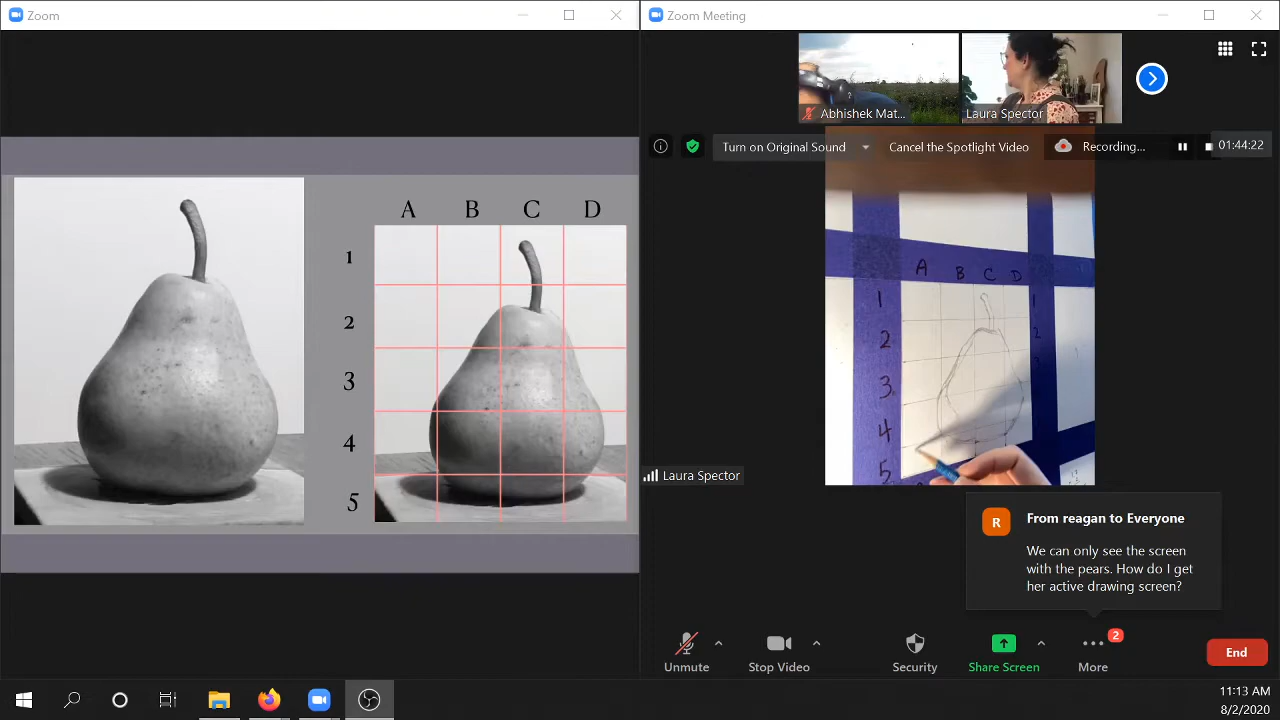 Zoom
Zoom Meeting
Abhishek Mat...
Laura Spector
Turn on Original Sound
Cancel the Spotlight Video
Recording...
01:44:22
A B C D
1
2
3
4
5
A B C D
1
2
3
4
5
1
2
3
Laura Spector
R
From reagan to Everyone
We can only see the screen
with the pears. How do I get
her active drawing screen?
Unmute
Stop Video
Security
Share Screen
More
2
End
11:13 AM
8/2/2020